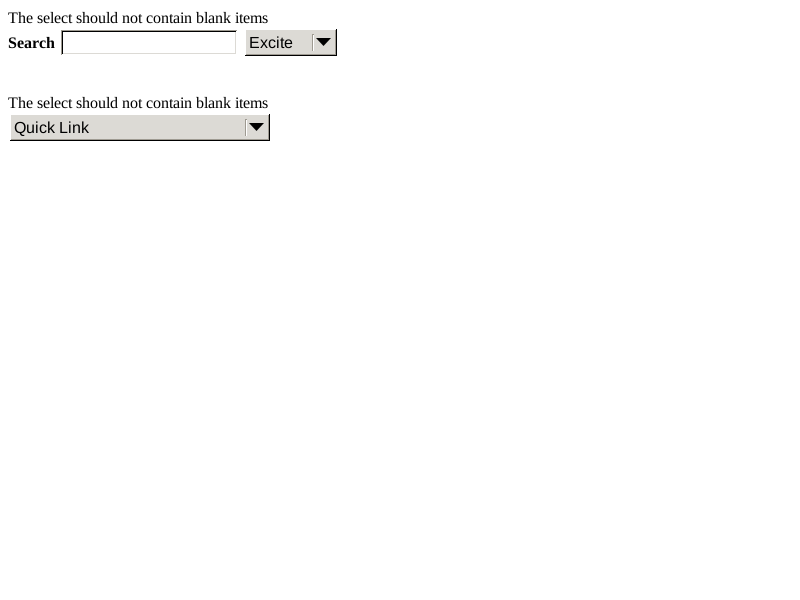 The select should not contain blank items
Search Excite
The select should not contain blank items
Quick Link